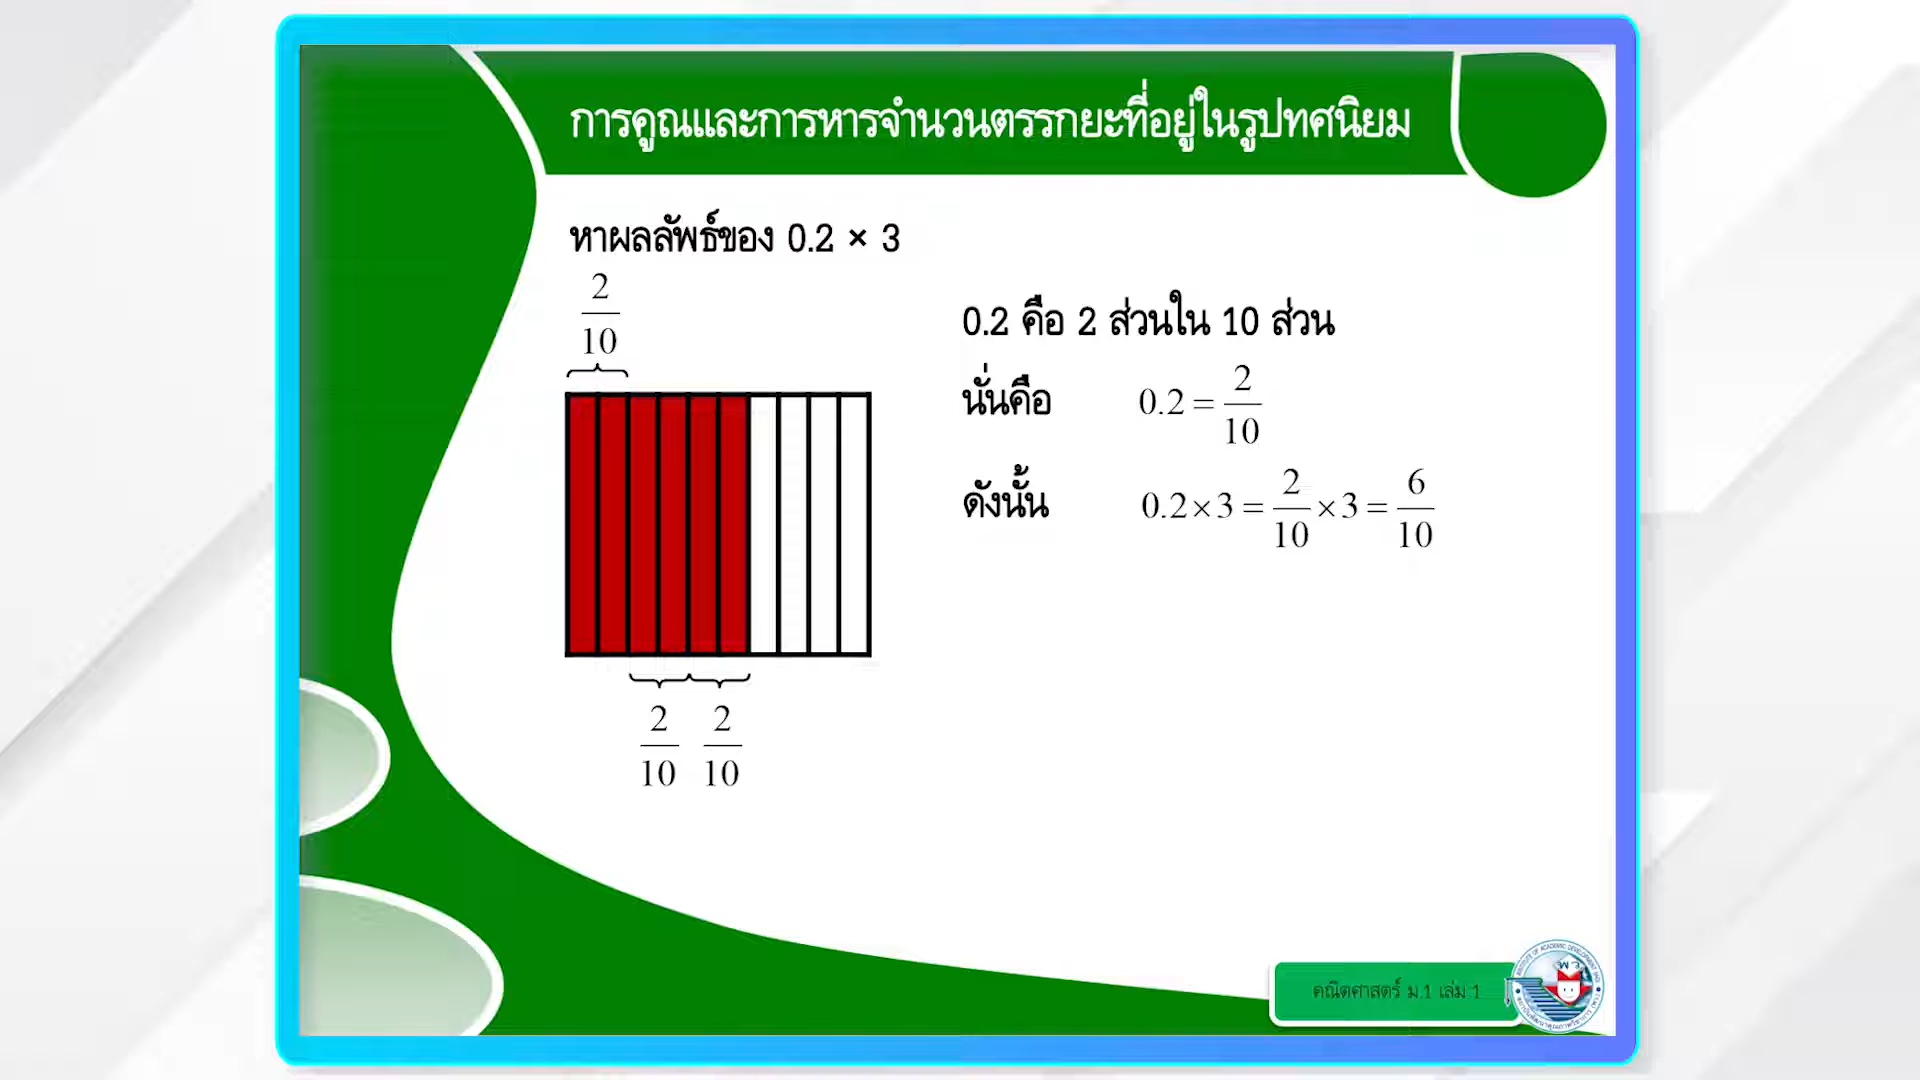 การคูณและการหารจำนวนตรรกยะที่อยู่ในรูปทศนิยม
หาผลลัพธ์ของ 0.2 × 3
2/10
0.2 คือ 2 ส่วนใน 10 ส่วน
นั่นคือ 0.2 = 2/10
ดังนั้น 0.2 × 3 = 2/10 × 3 = 6/10
2/10 2/10
คณิตศาสตร์ ม.1 เล่ม 1
พว